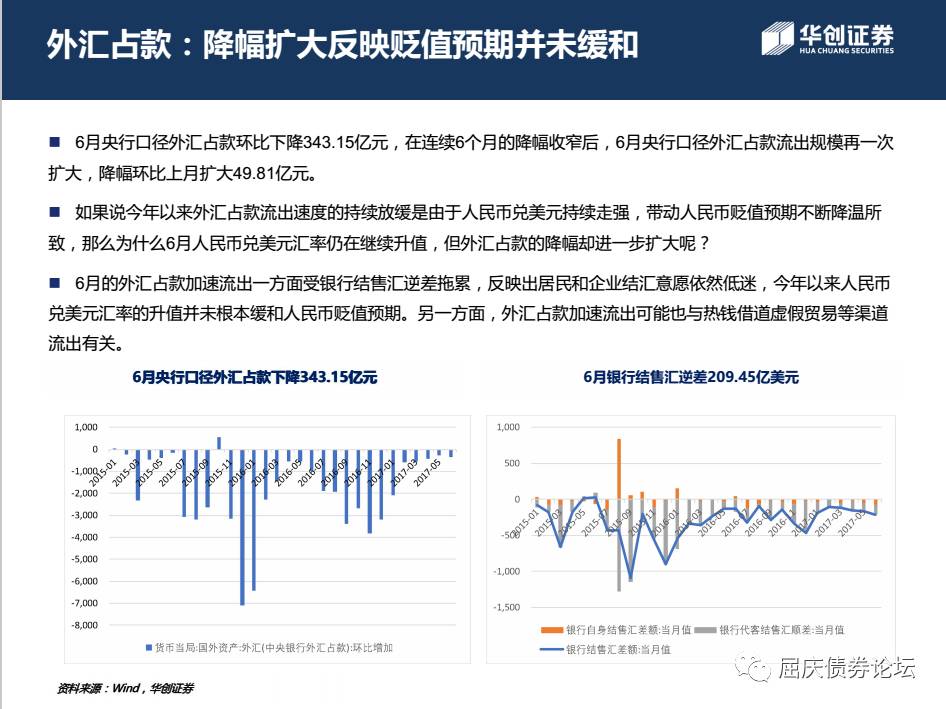 外汇占款：降幅扩大反映贬值预期并未缓和
华创证券
HUA CHUANG SECURITIES
■ 6月央行口径外汇占款环比下降343.15亿元，在连续6个月的降幅收窄后，6月央行口径外汇占款流出规模再一次
扩大，降幅环比上月扩大49.81亿元。
■ 如果说今年以来外汇占款流出速度的持续放缓是由于人民币兑美元持续走强，带动人民币贬值预期不断降温所
致，那么为什么6月人民币兑美元汇率仍在继续升值，但外汇占款的降幅却进一步扩大呢？
■ 6月的外汇占款加速流出一方面受银行结售汇逆差拖累，反映出居民和企业结汇意愿依然低迷，今年以来人民币
兑美元汇率的升值并未根本缓和人民币贬值预期。另一方面，外汇占款加速流出可能也与热钱借道虚假贸易等渠道
流出有关。
6月央行口径外汇占款下降343.15亿元
1,000
0
-1,000
-2,000
-3,000
-4,000
-5,000
-6,000
-7,000
-8,000
2015-01 2015-03 2015-05 2015-07 2015-09 2015-11 2016-01 2016-03 2016-05 2016-07 2016-09 2016-11 2017-01 2017-03 2017-05
货币当局:国外资产:外汇(中央银行外汇占款):环比增加
6月银行结售汇逆差209.45亿美元
1,000
500
0
-500
-1,000
-1,500
2015-01 2015-03 2015-05 2015-07 2015-09 2015-11 2016-01 2016-03 2016-05 2016-07 2016-09 2016-11 2017-01 2017-03 2017-05
银行自身结售汇差额:当月值 银行代客结售汇顺差:当月值
银行结售汇差额:当月值
屈庆债券论坛
资料来源：Wind，华创证券